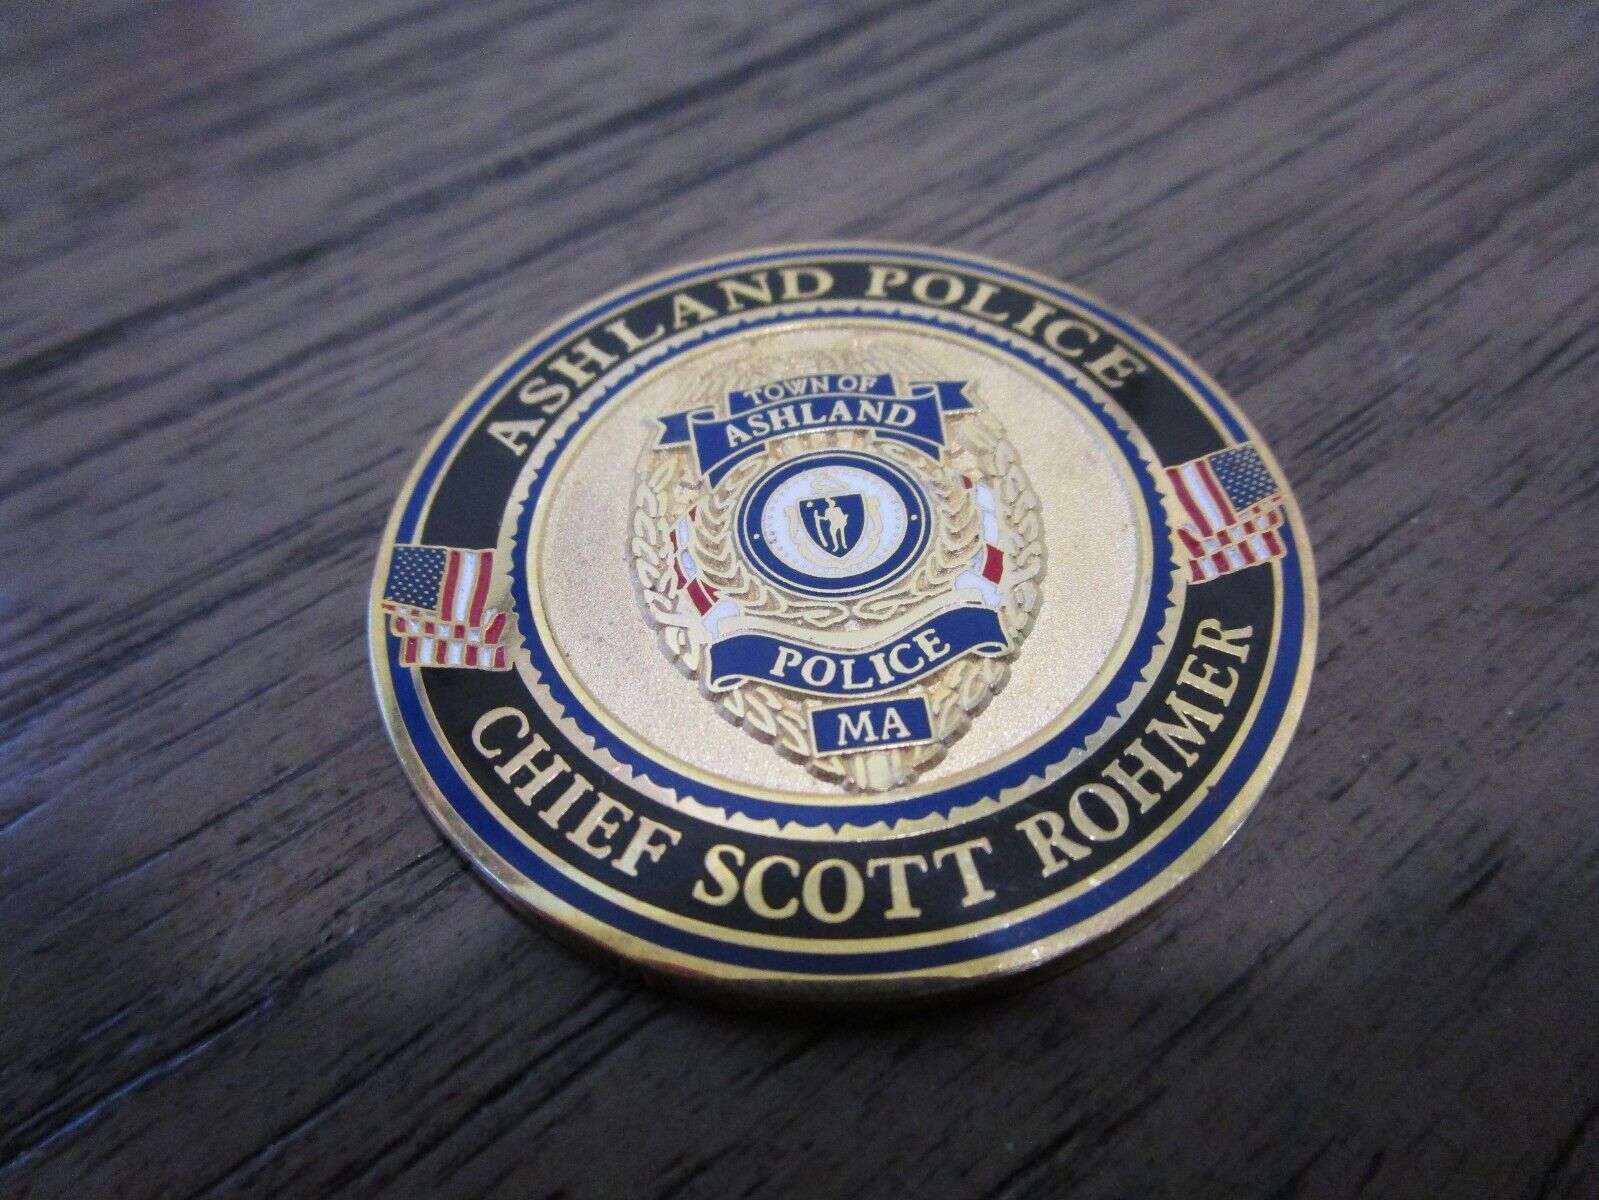 ASHLAND POLICE
TOWN OF
ASHLAND
POLICE
MA
CHIEF SCOTT ROHMER